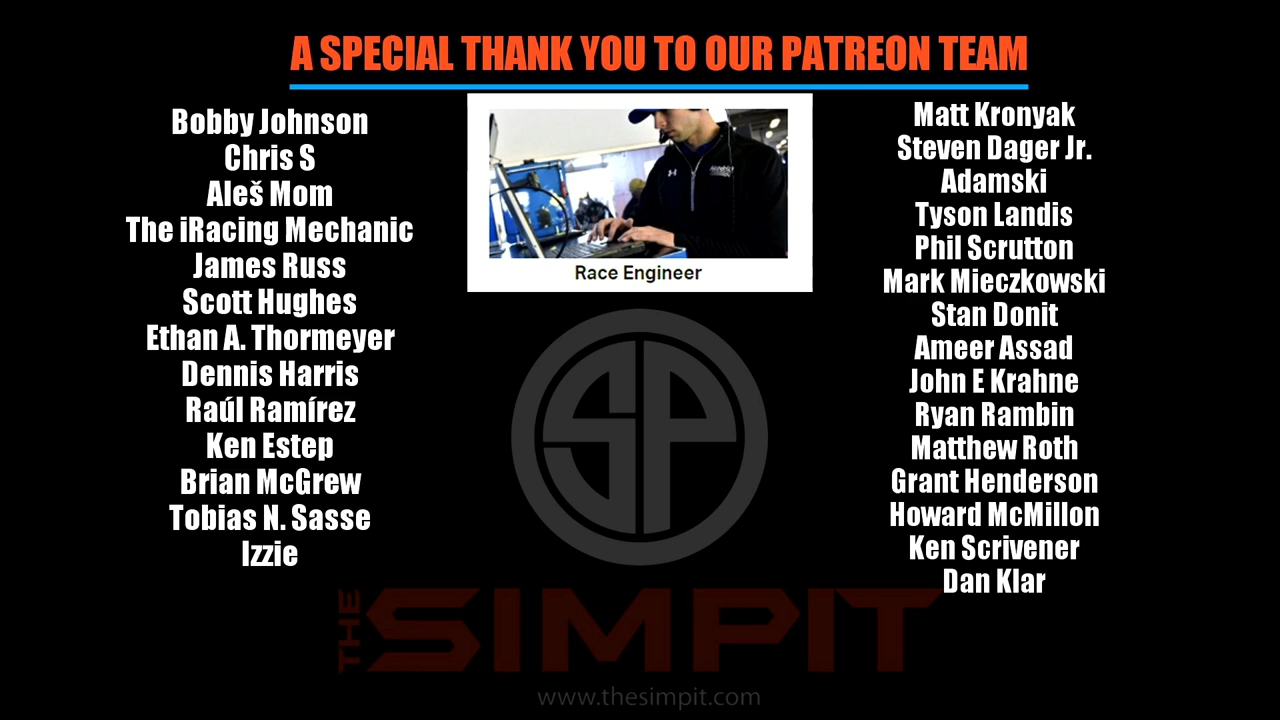 A SPECIAL THANK YOU TO OUR PATREON TEAM
Bobby Johnson
Chris S
Aleš Mom
The iRacing Mechanic
James Russ
Scott Hughes
Ethan A. Thormeyer
Dennis Harris
Raúl Ramírez
Ken Estep
Brian McGrew
Tobias N. Sasse
Izzie
Race Engineer
Matt Kronyak
Steven Dager Jr.
Adamski
Tyson Landis
Phil Scrutton
Mark Mieczkowski
Stan Donit
Ameer Assad
John E Krahne
Ryan Rambin
Matthew Roth
Grant Henderson
Howard McMillon
Ken Scrivener
Dan Klar
SP
THE SIMPIT
www.thesimpit.com